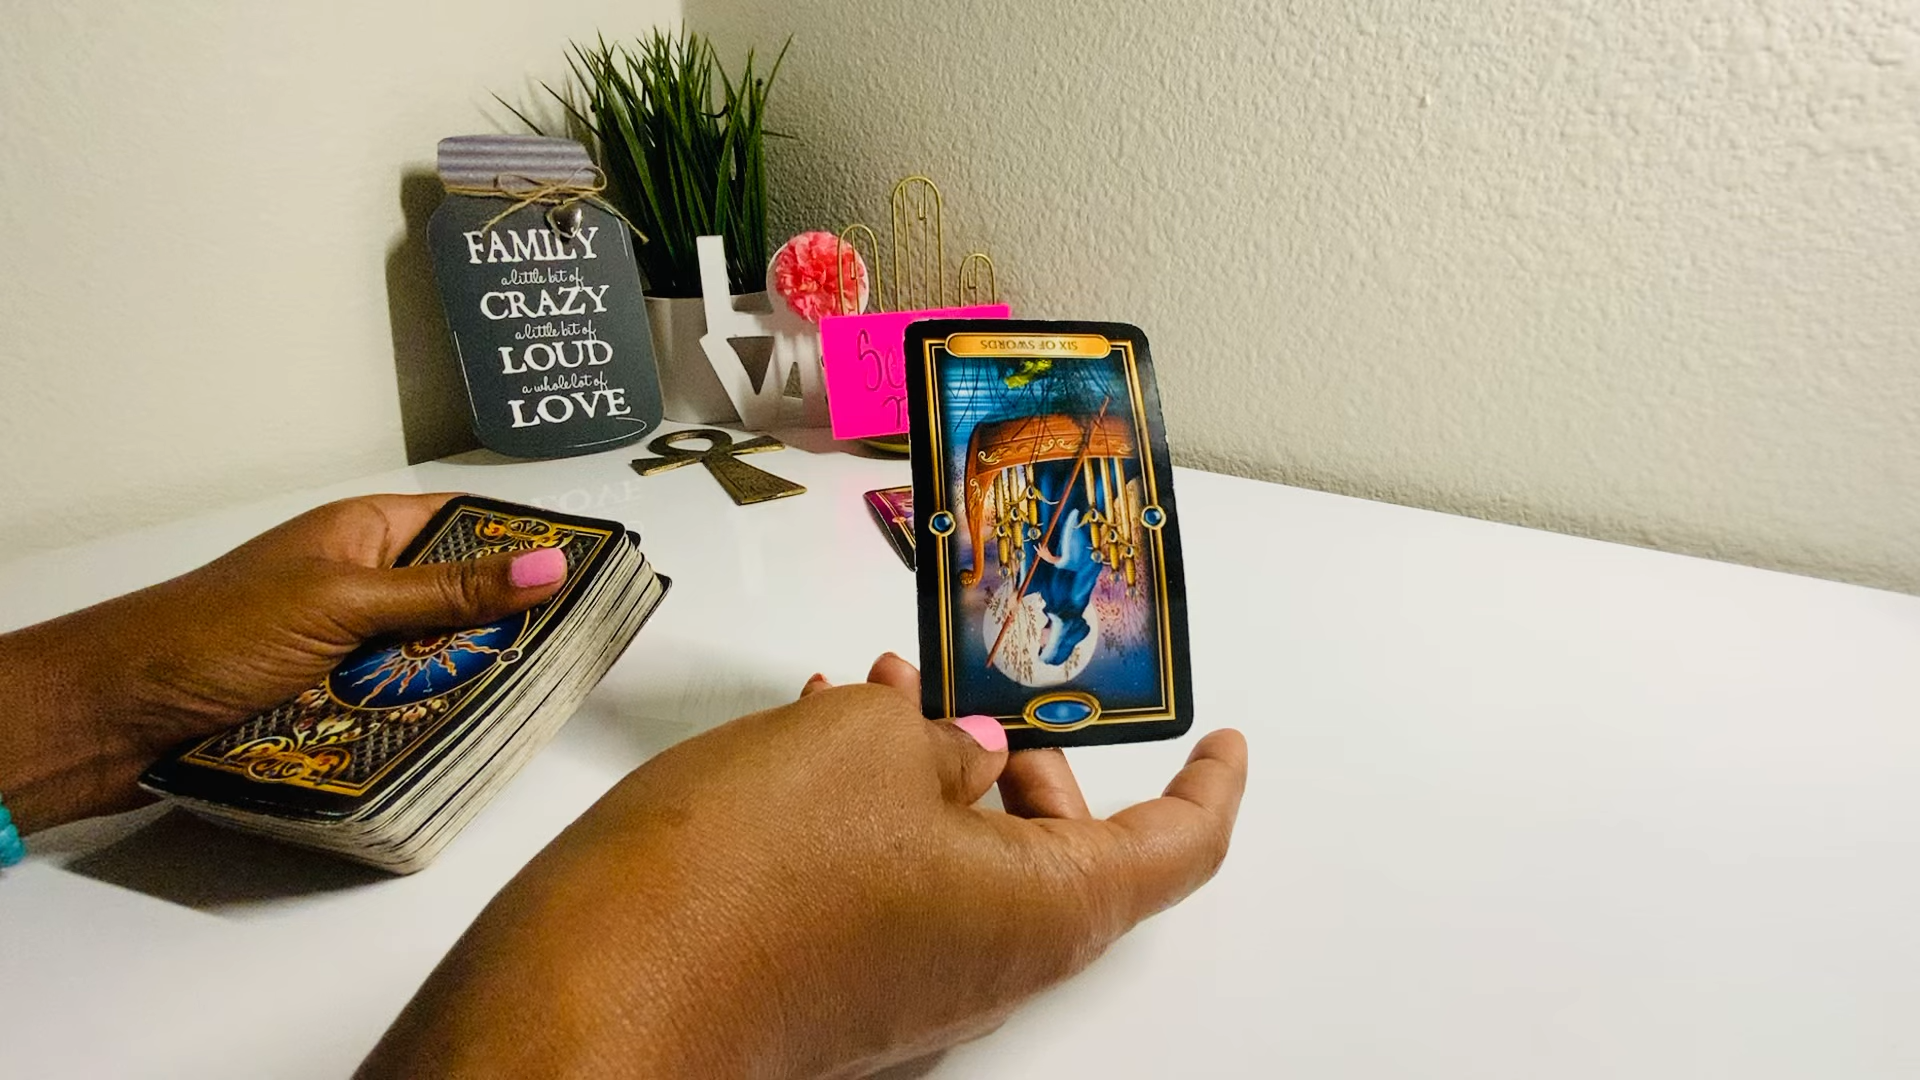 FAMILY
a little bit of
CRAZY
a little bit of
LOUD
a whole lot of
LOVE
SIX OF SWORDS